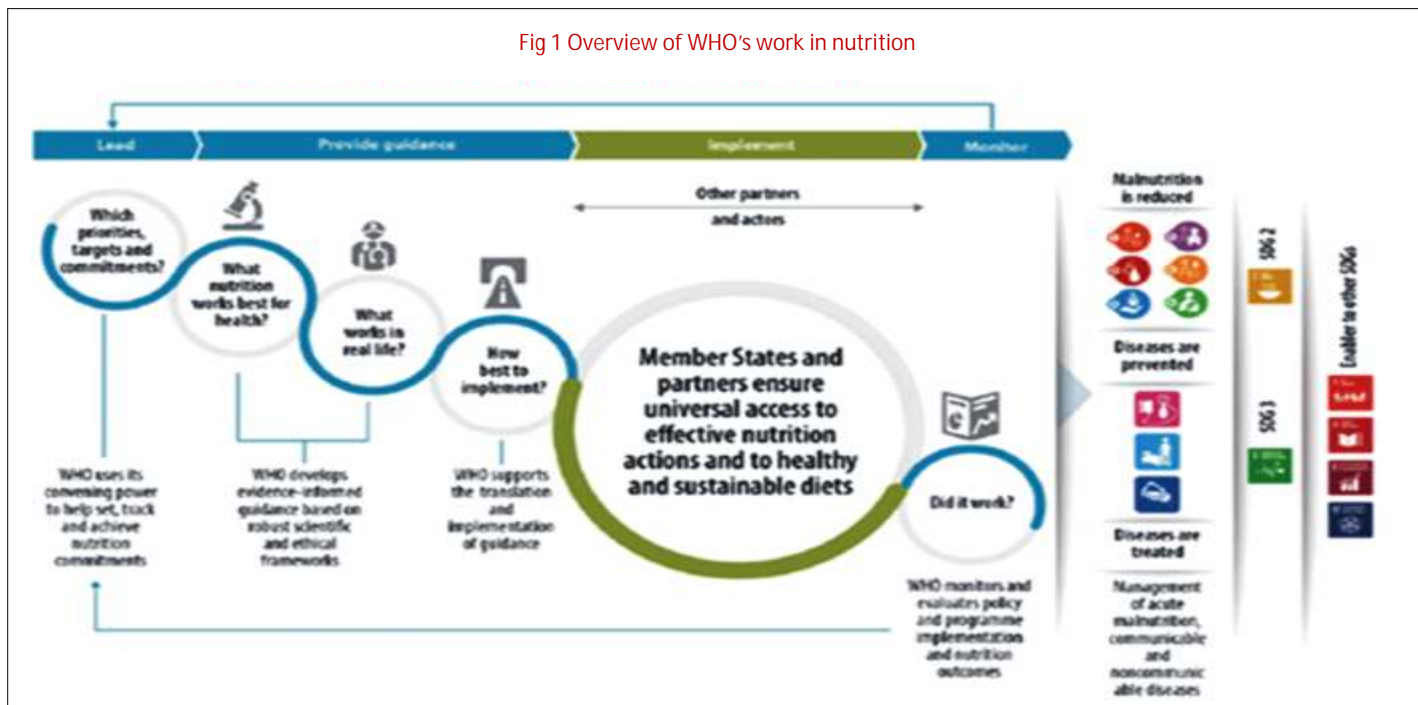 Fig 1 Overview of WHO's work in nutrition
Lead
Provide guidance
Implement
Monitor
Which
priorities,
targets and
commitments?
What
nutrition
works best for
health?
What
works in
real life?
How
best to
implement?
Other partners
and actors
Member States and
partners ensure
universal access to
effective nutrition
actions and to healthy
and sustainable diets
Did it work?
WHO uses its
convening power
to help set, track
and achieve
nutrition
commitments
WHO develops
evidence-informed
guidance based on
robust scientific
and ethical
frameworks
WHO supports
the translation
and
implementation
of guidance
WHO monitors and
evaluates policy
and programme
implementation
and nutrition
outcomes
Malnutrition
is reduced
Diseases are
prevented
Diseases are
treated
Management
of acute
malnutrition,
communicable
and
noncommunic
able diseases
SDG 2
SDG 3
Enabler to other SDGs